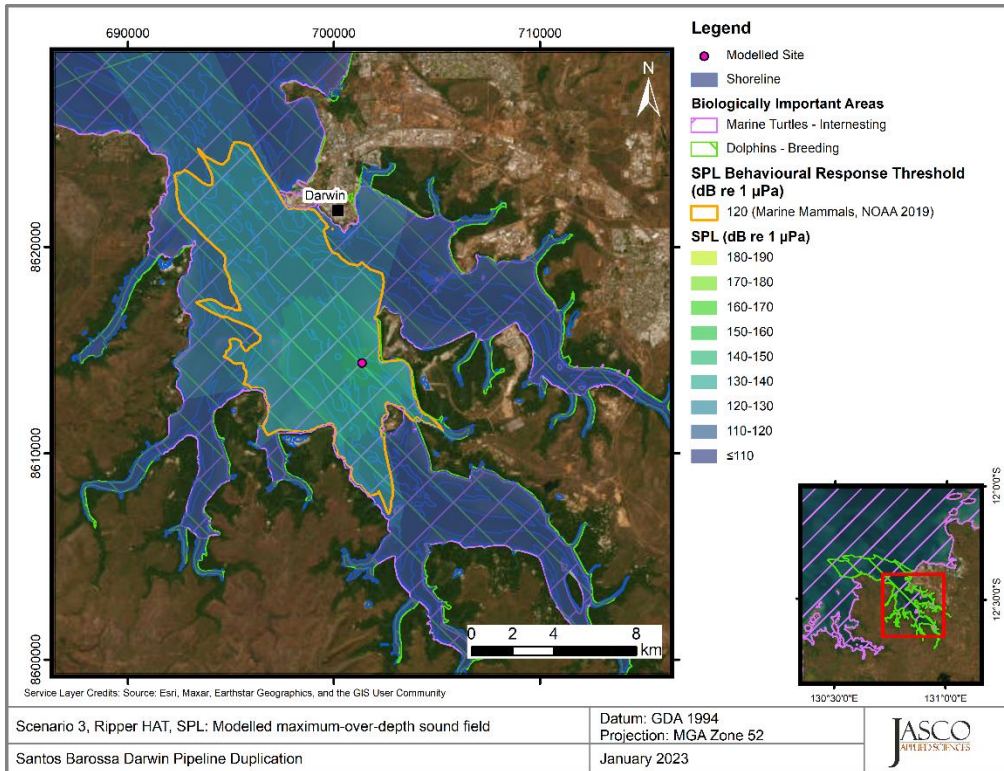 690000
700000
710000
8620000
8610000
8600000
N
Darwin
0 2 4 8
km
Legend
Modelled Site
Shoreline
Biologically Important Areas
Marine Turtles - Internesting
Dolphins - Breeding
SPL Behavioural Response Threshold
(dB re 1 µPa)
120 (Marine Mammals, NOAA 2019)
SPL (dB re 1 µPa)
180-190
170-180
160-170
150-160
140-150
130-140
120-130
110-120
≤110
12°0'0"S
12°30'0"S
130°30'0"E
131°0'0"E
Service Layer Credits: Source: Esri, Maxar, Earthstar Geographics, and the GIS User Community
Scenario 3, Ripper HAT, SPL: Modelled maximum-over-depth sound field
Santos Barossa Darwin Pipeline Duplication
Datum: GDA 1994
Projection: MGA Zone 52
January 2023
JASCO
APPLIED SCIENCES